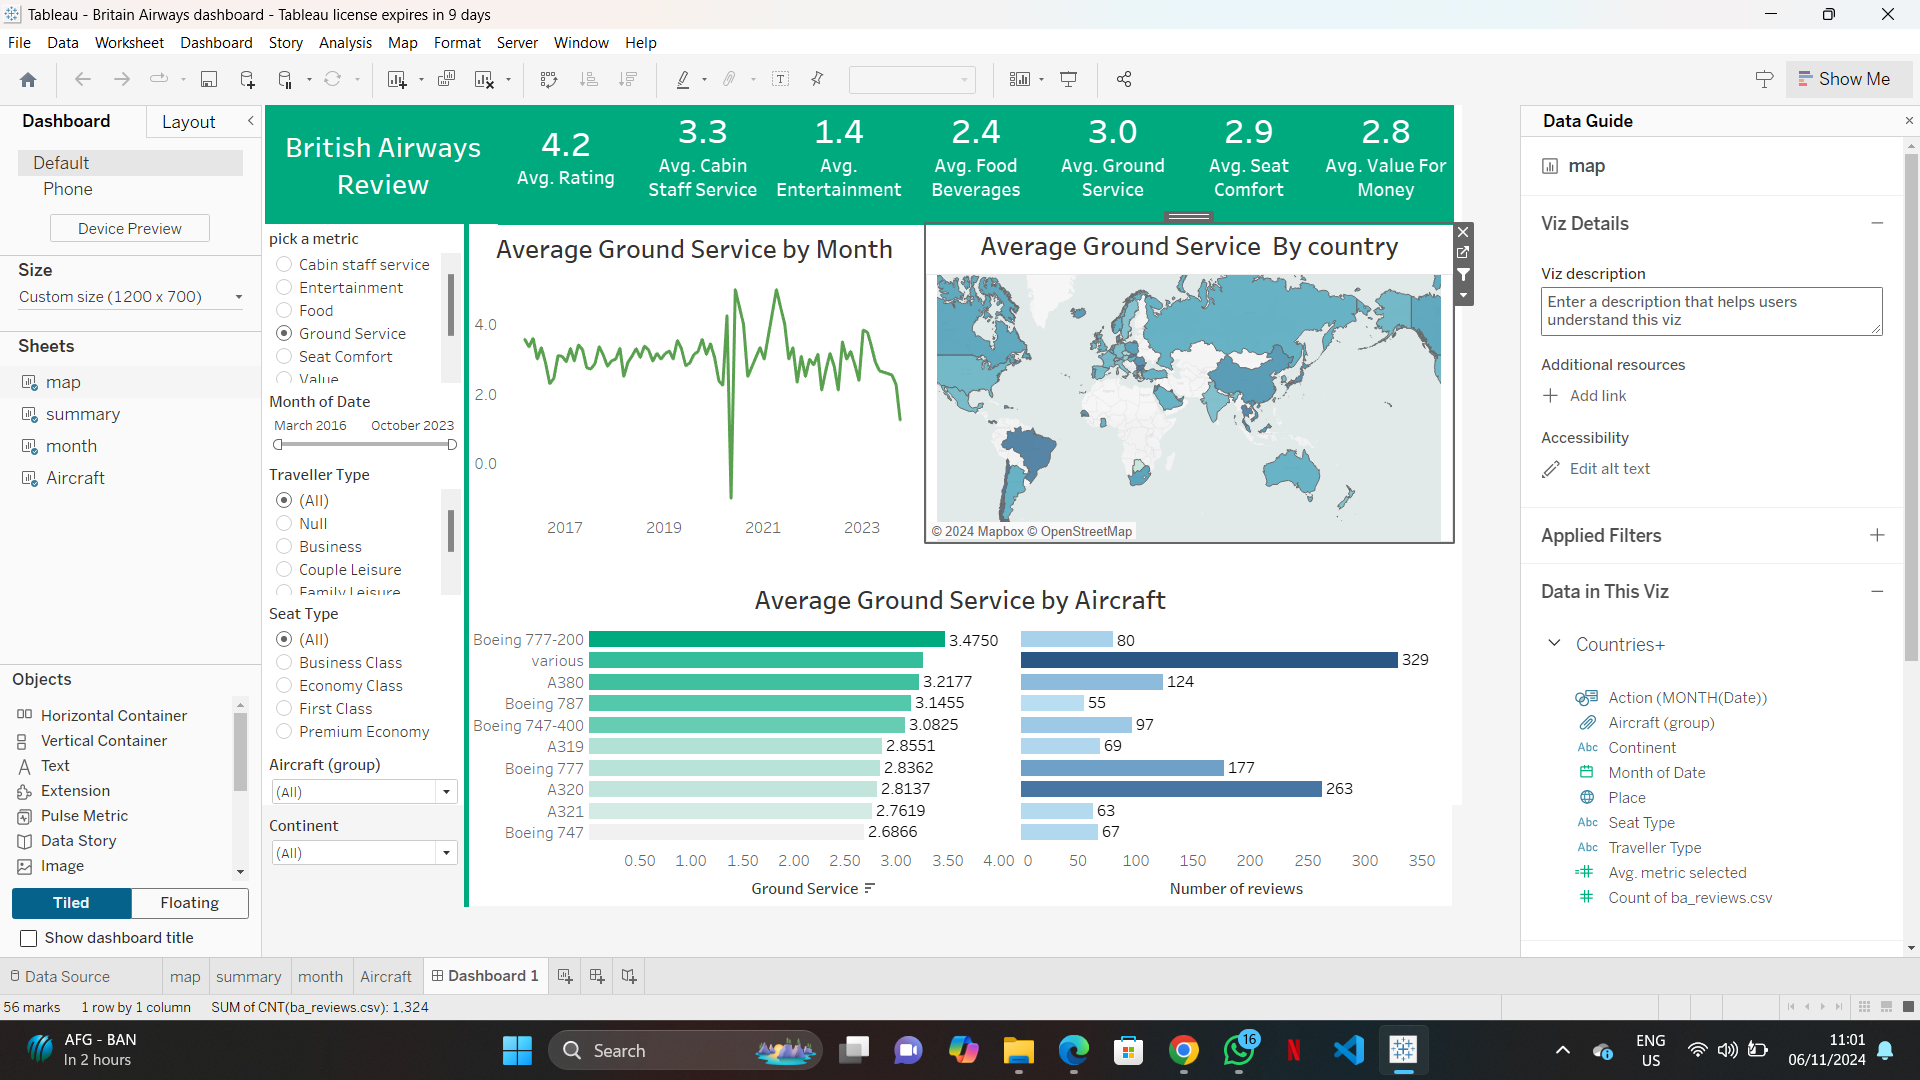 Tableau - Britain Airways dashboard - Tableau license expires in 9 days
File Data Worksheet Dashboard Story Analysis Map Format Server Window Help
Show Me
Dashboard Layout
Default
Phone
Device Preview
Size
Custom size (1200 x 700)
Sheets
map
summary
month
Aircraft
Objects
Horizontal Container
Vertical Container
Text
Extension
Pulse Metric
Data Story
Image
Tiled Floating
Show dashboard title
British Airways
Review
4.2
Avg. Rating
3.3
Avg. Cabin
Staff Service
1.4
Avg.
Entertainment
2.4
Avg. Food
Beverages
3.0
Avg. Ground
Service
2.9
Avg. Seat
Comfort
2.8
Avg. Value For
Money
pick a metric
Cabin staff service
Entertainment
Food
Ground Service
Seat Comfort
Value
Month of Date
March 2016 October 2023
Traveller Type
(All)
Null
Business
Couple Leisure
Family Leisure
Seat Type
(All)
Business Class
Economy Class
First Class
Premium Economy
Aircraft (group)
(All)
Continent
(All)
Average Ground Service by Month
4.0
2.0
0.0
2017 2019 2021 2023
Average Ground Service By country
© 2024 Mapbox © OpenStreetMap
Average Ground Service by Aircraft
Boeing 777-200 3.4750 80
various 329
A380 3.2177 124
Boeing 787 3.1455 55
Boeing 747-400 3.0825 97
A319 2.8551 69
Boeing 777 2.8362 177
A320 2.8137 263
A321 2.7619 63
Boeing 747 2.6866 67
0.50 1.00 1.50 2.00 2.50 3.00 3.50 4.00 0 50 100 150 200 250 300 350
Ground Service Number of reviews
Data Guide
map
Viz Details
Viz description
Enter a description that helps users
understand this viz
Additional resources
Add link
Accessibility
Edit alt text
Applied Filters
Data in This Viz
Countries+
Action (MONTH(Date))
Aircraft (group)
Abc Continent
Month of Date
Place
Abc Seat Type
Abc Traveller Type
Avg. metric selected
Count of ba_reviews.csv
Data Source map summary month Aircraft Dashboard 1
56 marks 1 row by 1 column SUM of CNT(ba_reviews.csv): 1,324
AFG - BAN
In 2 hours
Search
16
N
ENG
US
11:01
06/11/2024